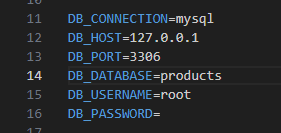 11 DB_CONNECTION=mysql
12 DB_HOST=127.0.0.1
13 DB_PORT=3306
14 DB_DATABASE=products
15 DB_USERNAME=root
16 DB_PASSWORD=